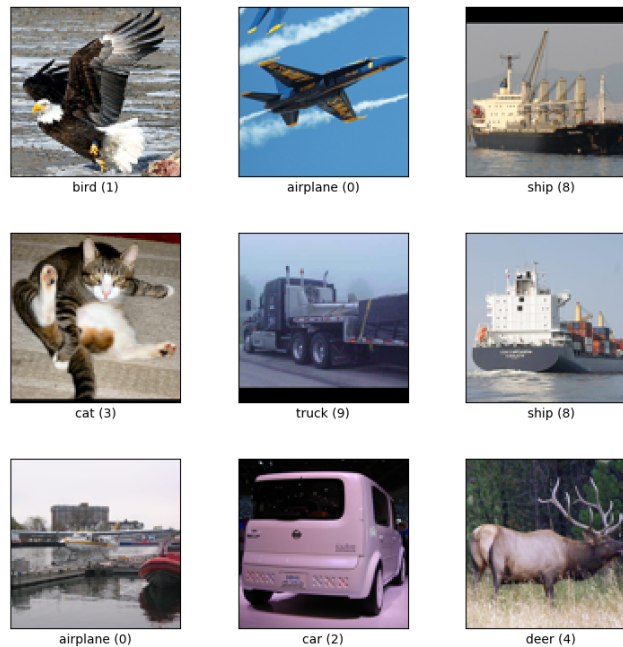 bird (1)
airplane (0)
ship (8)
cat (3)
truck (9)
ship (8)
airplane (0)
car (2)
deer (4)